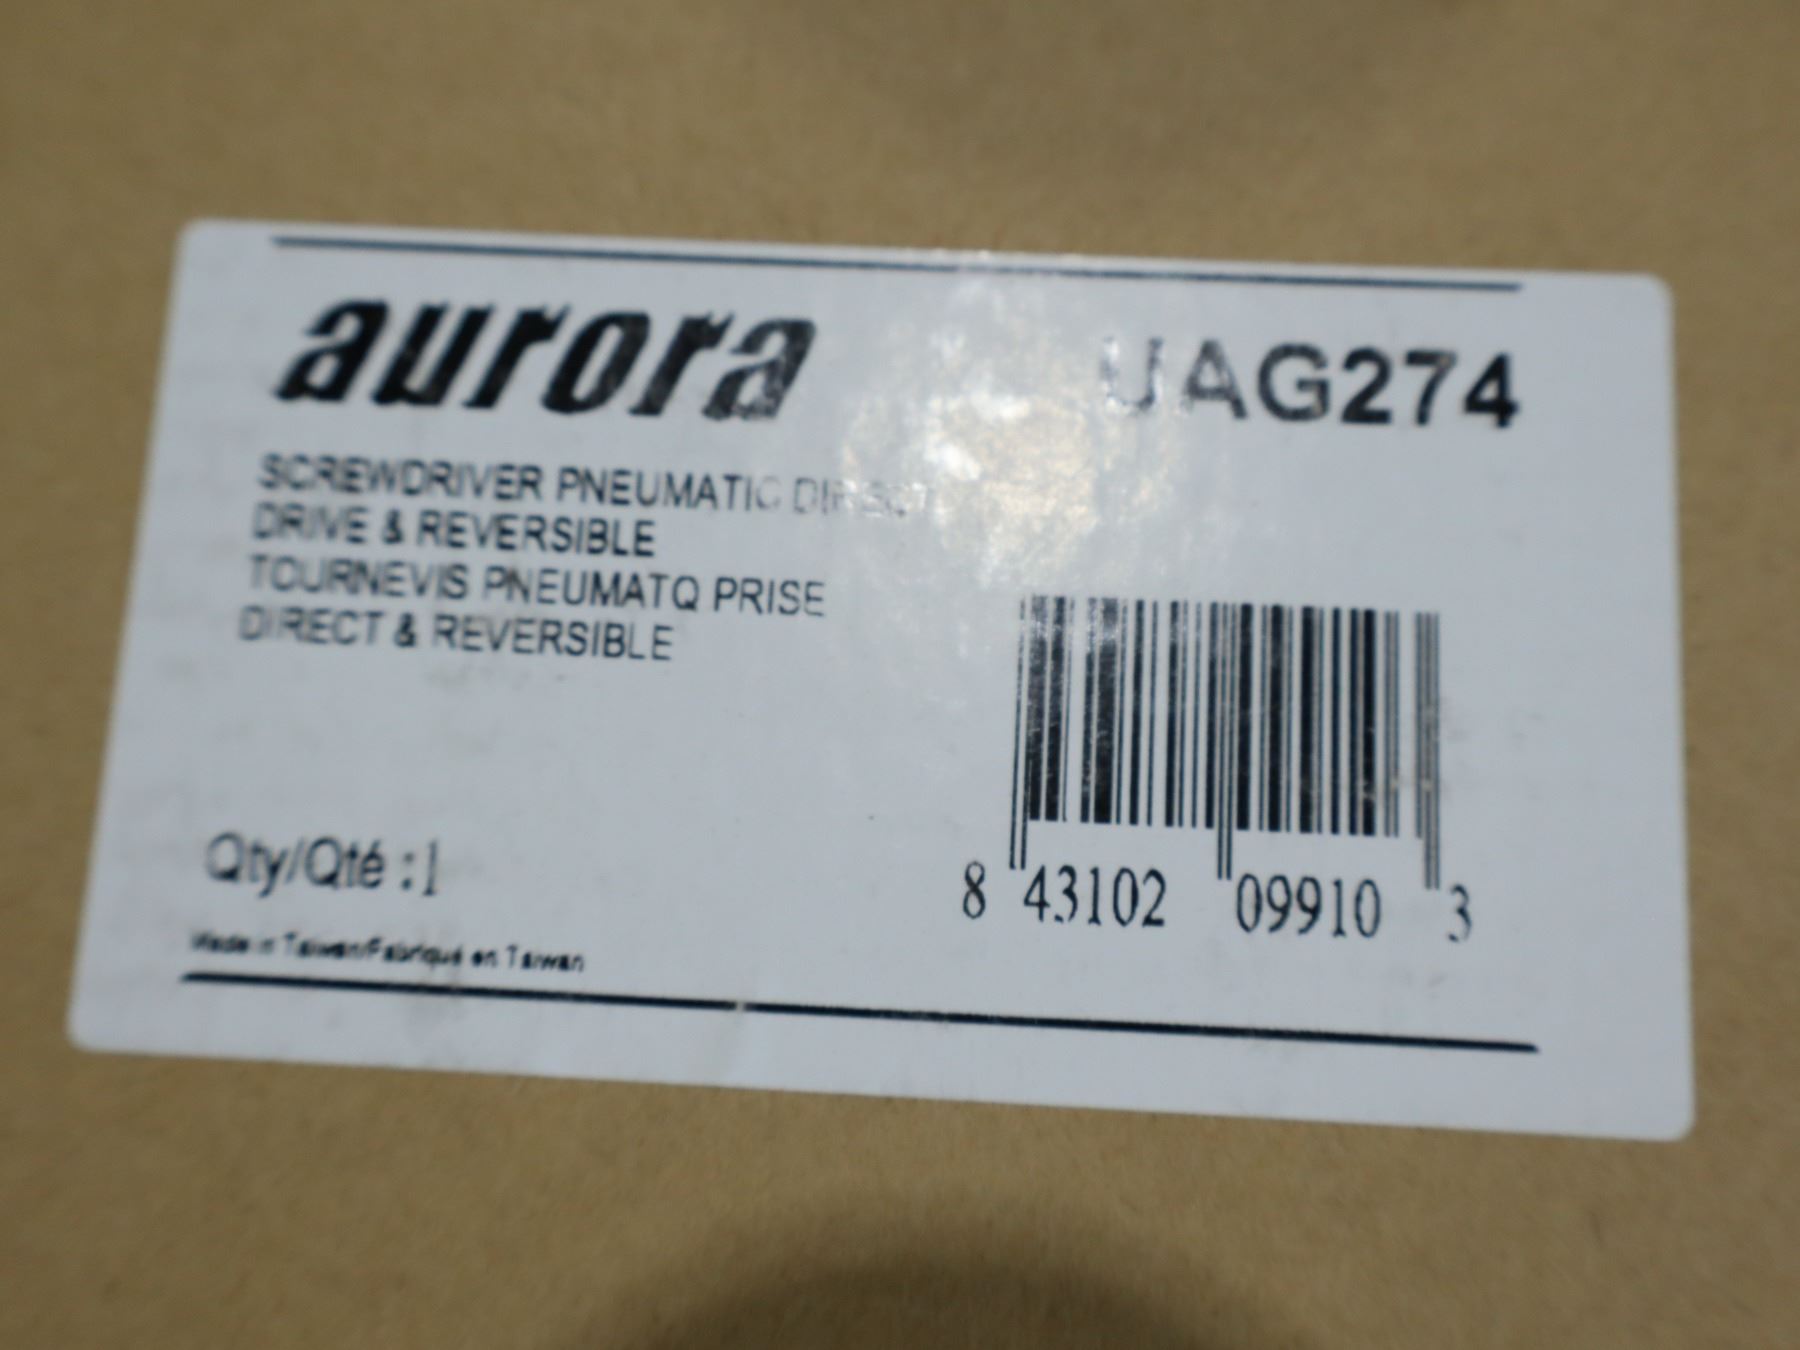 aurora UAG274
SCREWDRIVER PNEUMATIC DIRECT
DRIVE & REVERSIBLE
TOURNEVIS PNEUMATQ PRISE
DIRECT & REVERSIBLE
Qty/Qté :1
8 43102 09910 3
Made in Taiwan/Fabriqué en Taiwan